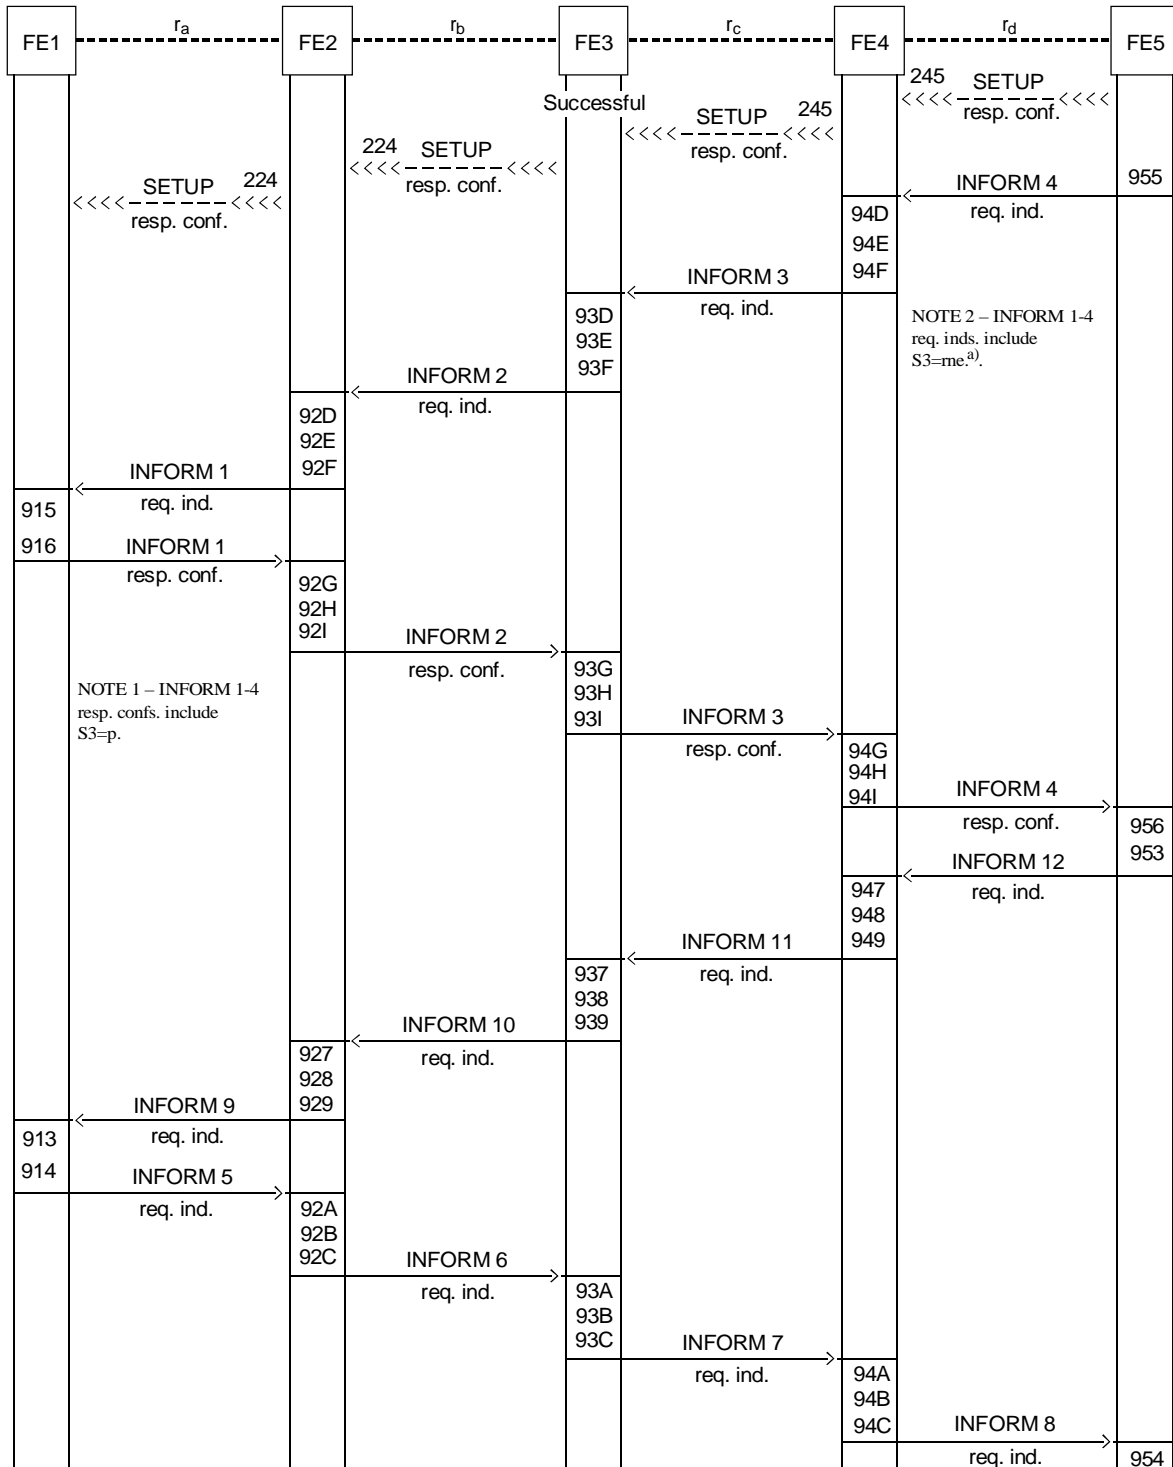 FE1 ra FE2 rb FE3 rc FE4 rd FE5
245 SETUP
resp. conf.
Successful
SETUP 245
resp. conf.
224 SETUP
resp. conf.
SETUP 224
resp. conf.
INFORM 4 955
req. ind.
94D
94E
94F
INFORM 3
req. ind.
93D
93E
93F
NOTE 2 – INFORM 1-4
req. inds. include
S3=rne.a).
INFORM 2
req. ind.
92D
92E
92F
INFORM 1
req. ind.
915
916 INFORM 1
resp. conf.
92G
92H
92I
INFORM 2
resp. conf.
NOTE 1 – INFORM 1-4
resp. confs. include
S3=p.
93G
93H
93I
INFORM 3
resp. conf.
94G
94H
94I
INFORM 4
resp. conf.
956
953
INFORM 12
req. ind.
947
948
949
INFORM 11
req. ind.
937
938
939
INFORM 10
req. ind.
927
928
929
INFORM 9
req. ind.
913
914 INFORM 5
req. ind.
92A
92B
92C
INFORM 6
req. ind.
93A
93B
93C
INFORM 7
req. ind.
94A
94B
94C
INFORM 8
req. ind.
954